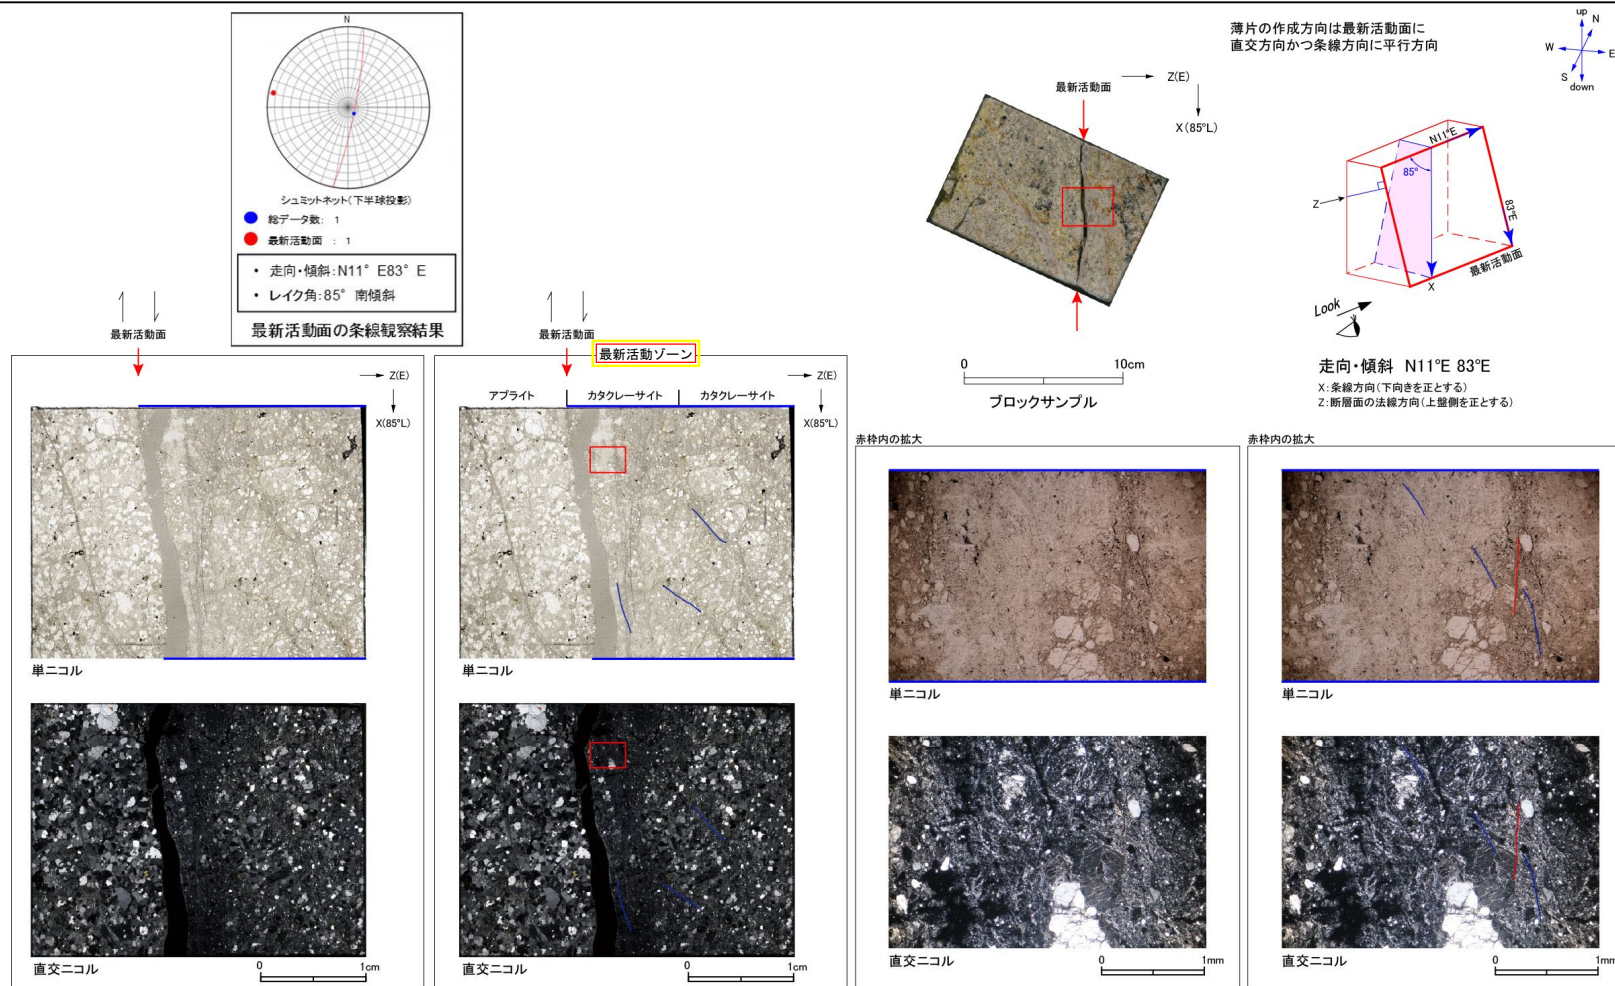 N
シュミットネット(下半球投影)
総データ数: 1
最新活動面 : 1
・ 走向・傾斜:N11° E83° E
・ レイク角:85° 南傾斜
最新活動面の条線観察結果
薄片の作成方向は最新活動面に
直交方向かつ条線方向に平行方向
up
N
W
E
S
down
最新活動面
Z(E)
X(85°L)
0
10cm
ブロックサンプル
N11°E
85°
Z
83°E
最新活動面
X
Look
走向・傾斜 N11°E 83°E
X:条線方向(下向きを正とする)
Z:断層面の法線方向(上盤側を正とする)
最新活動面
Z(E)
X(85°L)
単ニコル
直交ニコル
0
1cm
最新活動面
最新活動ゾーン
Z(E)
アプライト
カタクレーサイト
カタクレーサイト
X(85°L)
単ニコル
直交ニコル
0
1cm
赤枠内の拡大
単ニコル
直交ニコル
0
1mm
赤枠内の拡大
単ニコル
直交ニコル
0
1mm